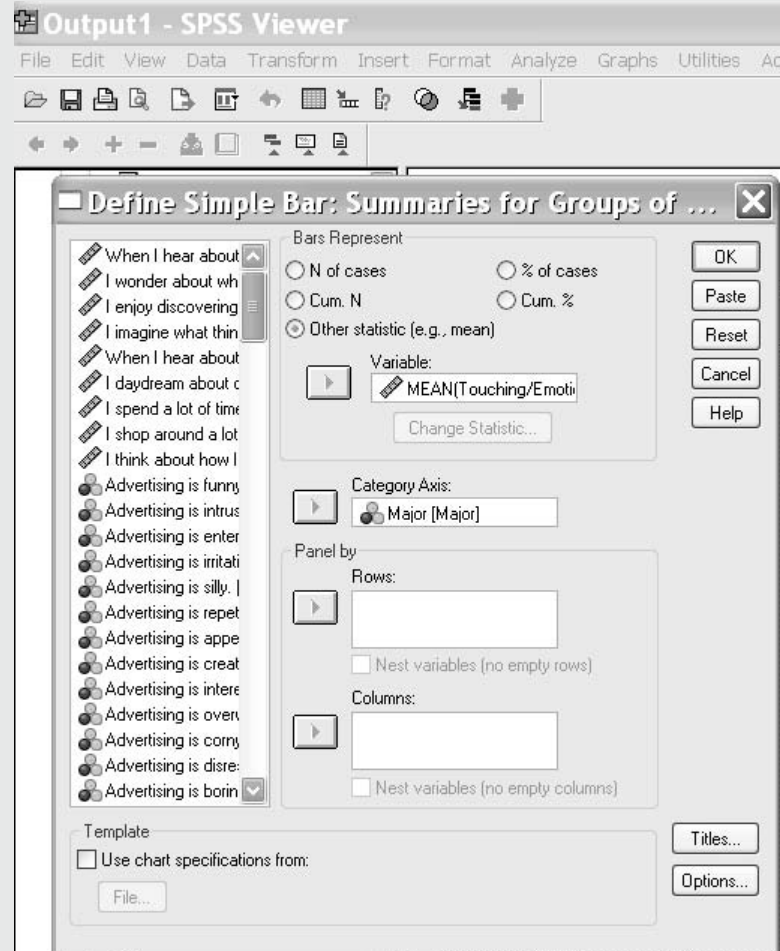 Output1 - SPSS Viewer
File Edit View Data Transform Insert Format Analyze Graphs Utilities
Define Simple Bar: Summaries for Groups of ...
When I hear about
I wonder about wh
I enjoy discovering
I imagine what thin
When I hear about
I daydream about c
I spend a lot of time
I shop around a lot
I think about how I
Advertising is funny
Advertising is intrus
Advertising is enter
Advertising is irritati
Advertising is silly. [
Advertising is repet
Advertising is appe
Advertising is creat
Advertising is intere
Advertising is over
Advertising is corny
Advertising is disre
Advertising is borin
Bars Represent
N of cases
% of cases
Cum. N
Cum. %
Other statistic (e.g., mean)
Variable:
MEAN(Touching/Emoti
Change Statistic...
Category Axis:
Major [Major]
Panel by
Rows:
Nest variables (no empty rows)
Columns:
Nest variables (no empty columns)
OK
Paste
Reset
Cancel
Help
Template
Use chart specifications from:
File...
Titles...
Options...